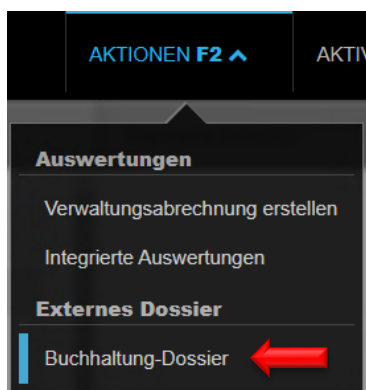 AKTIONEN F2 AKTIV
Auswertungen
Verwaltungsabrechnung erstellen
Integrierte Auswertungen
Externes Dossier
Buchhaltung-Dossier